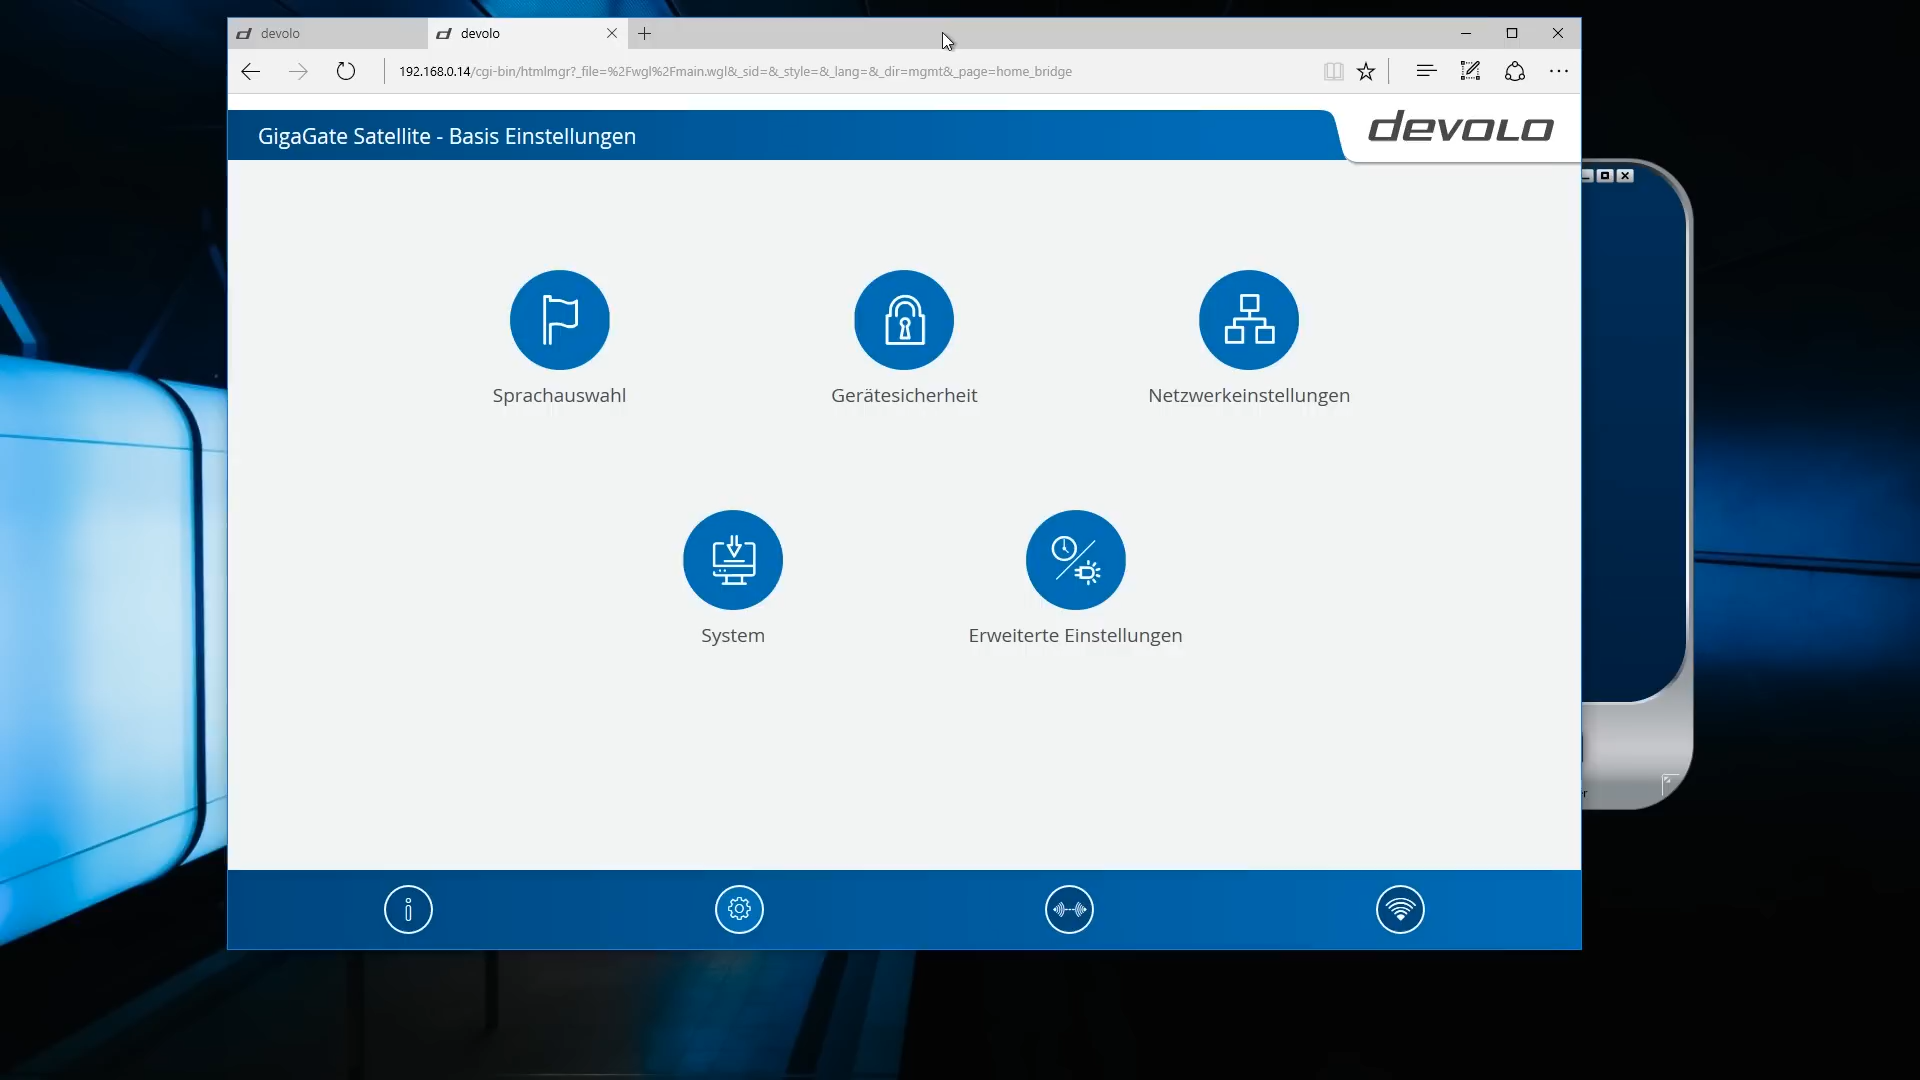 devolo
devolo
192.168.0.14/cgi-bin/htmlmgr?_file=%2Fwgl%2Fmain.wgl&_sid=&_style=&_lang=&_dir=mgmt&_page=home_bridge
GigaGate Satellite - Basis Einstellungen
devolo
Sprachauswahl
Gerätesicherheit
Netzwerkeinstellungen
System
Erweiterte Einstellungen